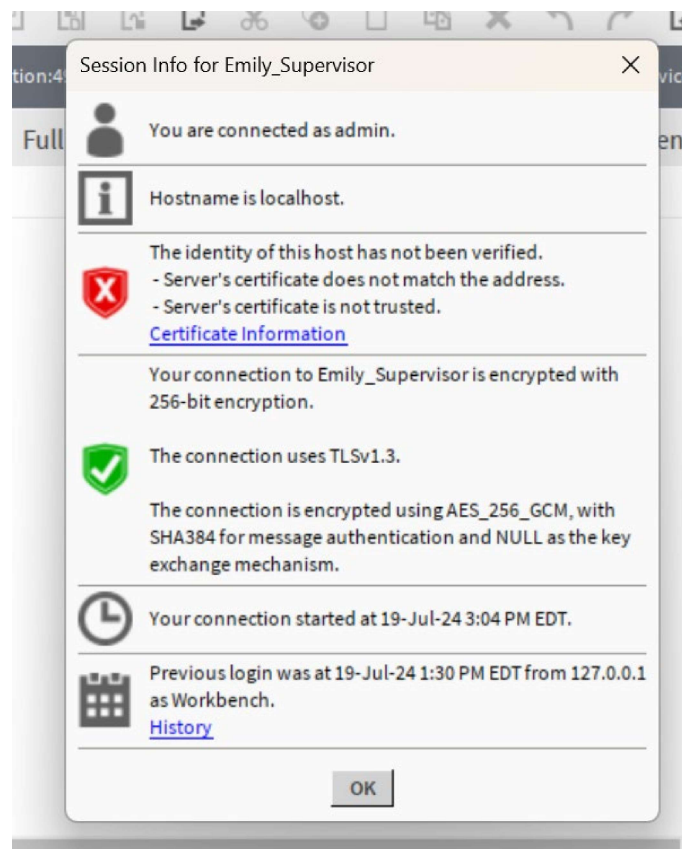 tion:4
Session Info for Emily_Supervisor
Full
You are connected as admin.
en
Hostname is localhost.
The identity of this host has not been verified.
- Server's certificate does not match the address.
- Server's certificate is not trusted.
Certificate Information
Your connection to Emily_Supervisor is encrypted with
256-bit encryption.
The connection uses TLSv1.3.
The connection is encrypted using AES_256_GCM, with
SHA384 for message authentication and NULL as the key
exchange mechanism.
Your connection started at 19-Jul-24 3:04 PM EDT.
Previous login was at 19-Jul-24 1:30 PM EDT from 127.0.0.1
as Workbench.
History
OK